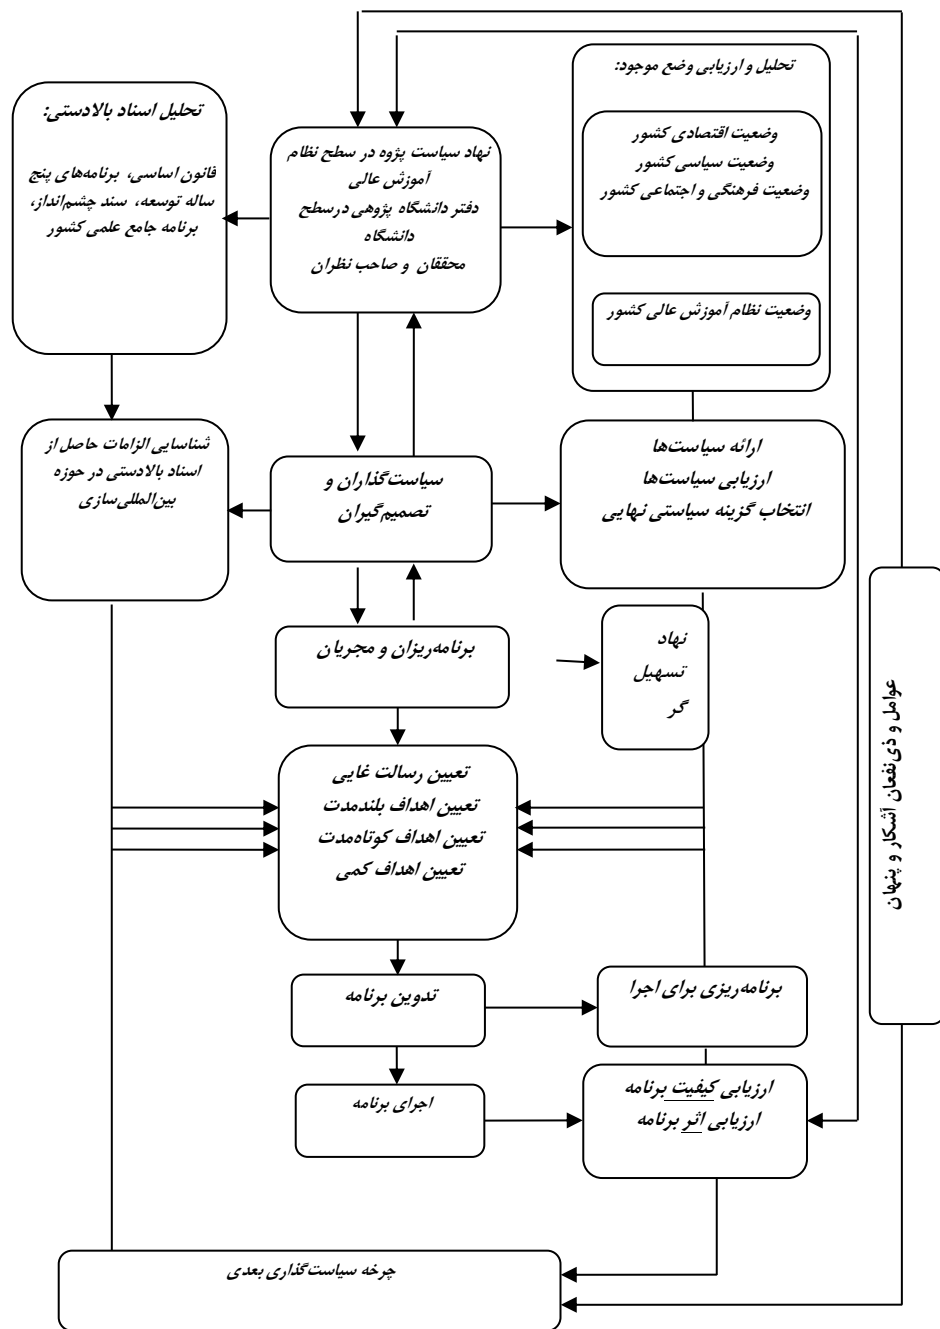 تحلیل و ارزیابی وضع موجود:
وضعیت اقتصادی کشور
وضعیت سیاسی کشور
وضعیت فرهنگی و اجتماعی کشور
وضعیت نظام آموزش عالی کشور
نهاد سیاست پژوه در سطح نظام
آموزش عالی
دفتر دانشگاه پژوهی درسطح
دانشگاه
محققان و صاحب نظران
تحلیل اسناد بالادستی:
قانون اساسی، برنامه‌های پنج
ساله توسعه، سند چشم‌انداز،
برنامه جامع علمی کشور
ارائه سیاست‌ها
ارزیابی سیاست‌ها
انتخاب گزینه سیاستی نهایی
سیاست‌گذاران و
تصمیم‌گیران
شناسایی الزامات حاصل از
اسناد بالادستی در حوزه
بین‌المللی‌سازی
نهاد
تسهیل
گر
برنامه‌ریزان و مجریان
عوامل و ذی‌نفعان آشکار و پنهان
تعیین رسالت غایی
تعیین اهداف بلندمدت
تعیین اهداف کوتاه‌مدت
تعیین اهداف کمی
برنامه‌ریزی برای اجرا
تدوین برنامه
ارزیابی کیفیت برنامه
ارزیابی اثر برنامه
اجرای برنامه
چرخه سیاست‌گذاری بعدی